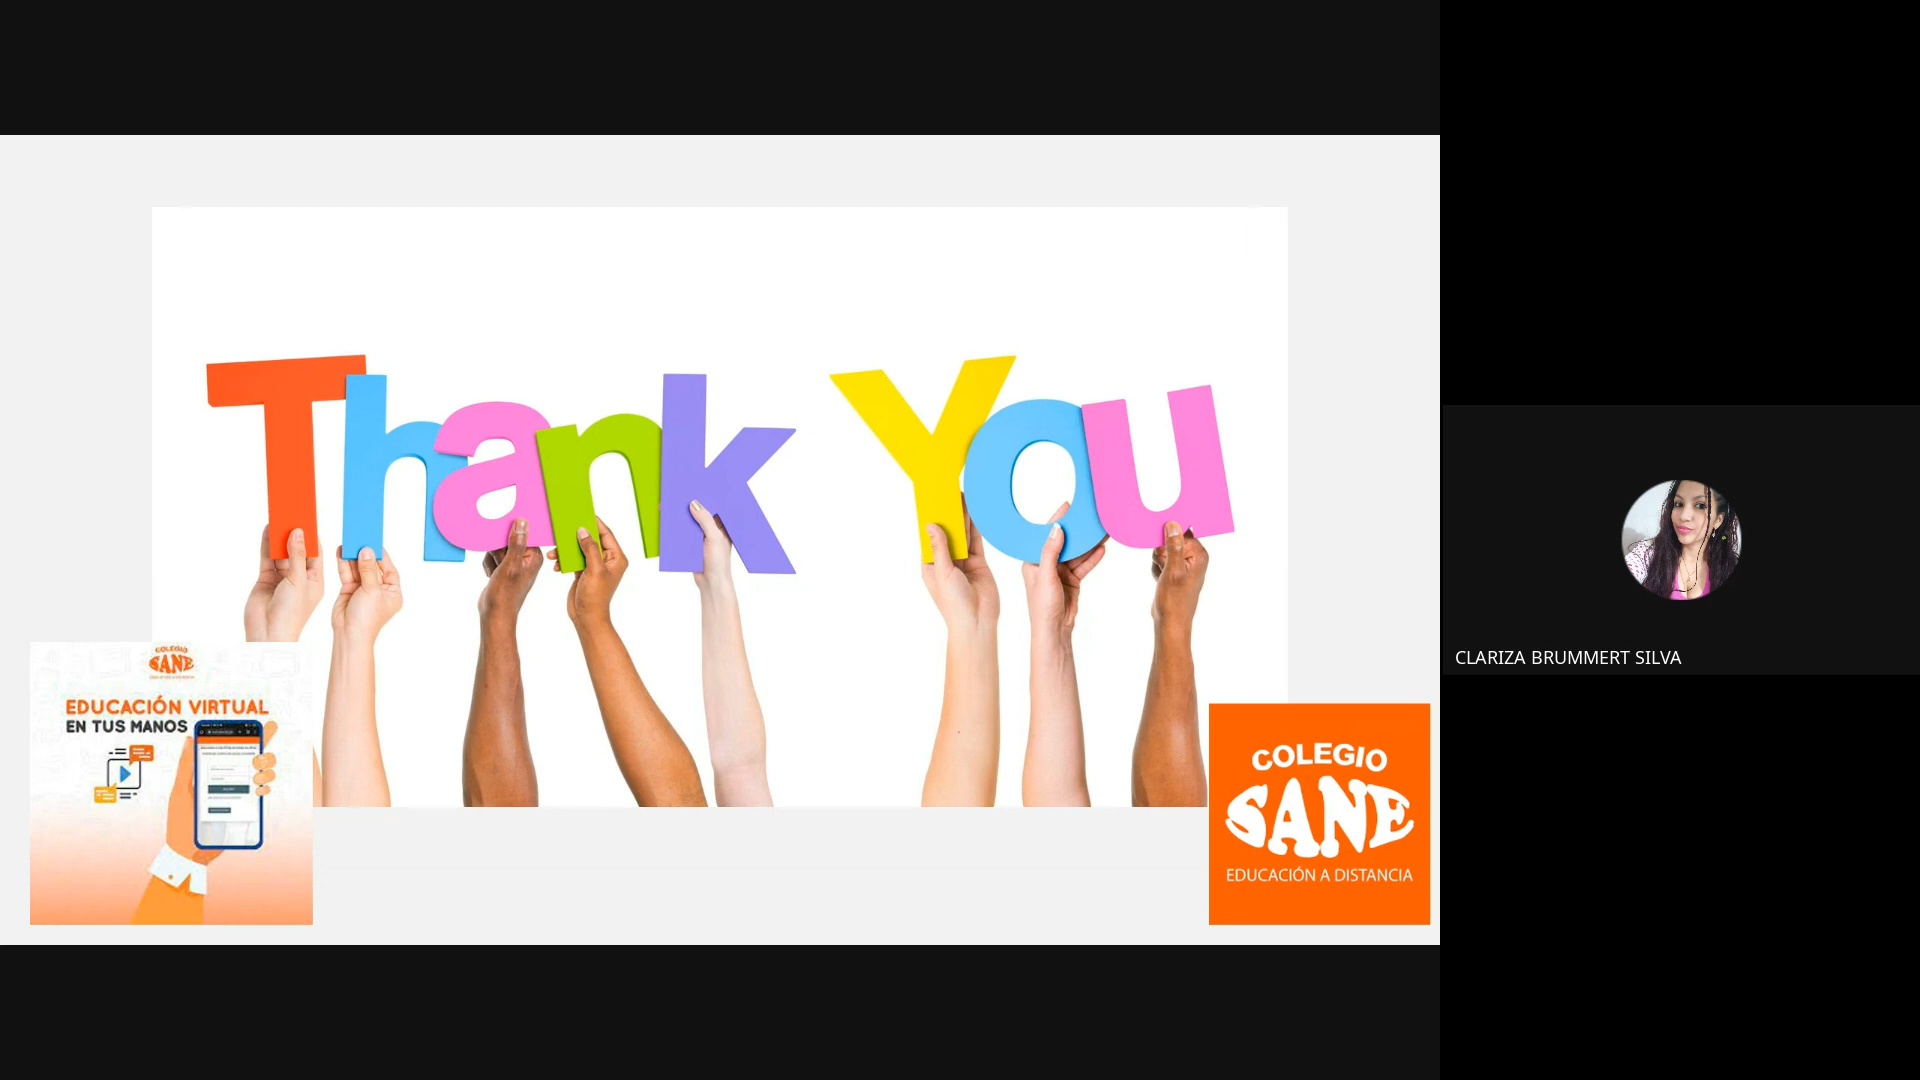 Thank You
COLEGIO
SANE
EDUCACIÓN VIRTUAL
EN TUS MANOS
COLEGIO
SANE
EDUCACIÓN A DISTANCIA
CLARIZA BRUMMERT SILVA